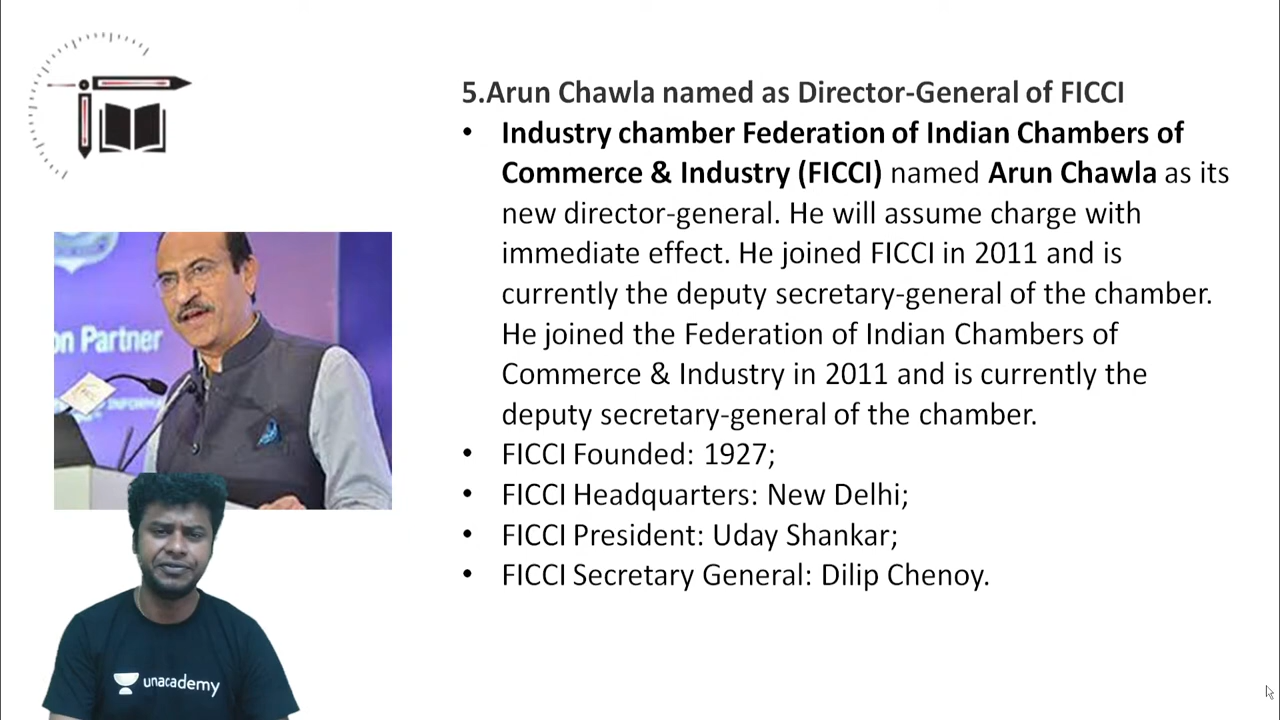 5.Arun Chawla named as Director-General of FICCI
• Industry chamber Federation of Indian Chambers of
Commerce & Industry (FICCI) named Arun Chawla as its
new director-general. He will assume charge with
immediate effect. He joined FICCI in 2011 and is
currently the deputy secretary-general of the chamber.
He joined the Federation of Indian Chambers of
Commerce & Industry in 2011 and is currently the
deputy secretary-general of the chamber.
• FICCI Founded: 1927;
• FICCI Headquarters: New Delhi;
• FICCI President: Uday Shankar;
• FICCI Secretary General: Dilip Chenoy.
on Partner
unacademy